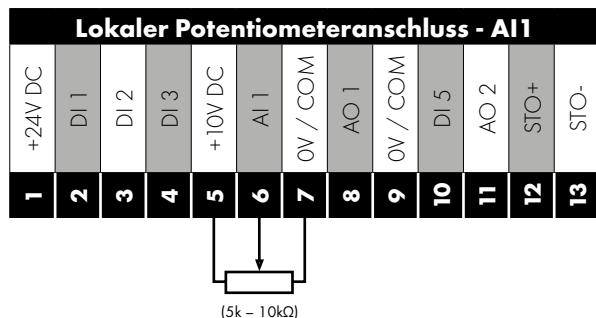 Lokaler Potentiometeranschluss - AI1
+24V DC
DI 1
DI 2
DI 3
+10V DC
AI 1
0V / COM
AO 1
0V / COM
DI 5
AO 2
STO+
STO-
1
2
3
4
5
6
7
8
9
10
11
12
13
(5k – 10kΩ)